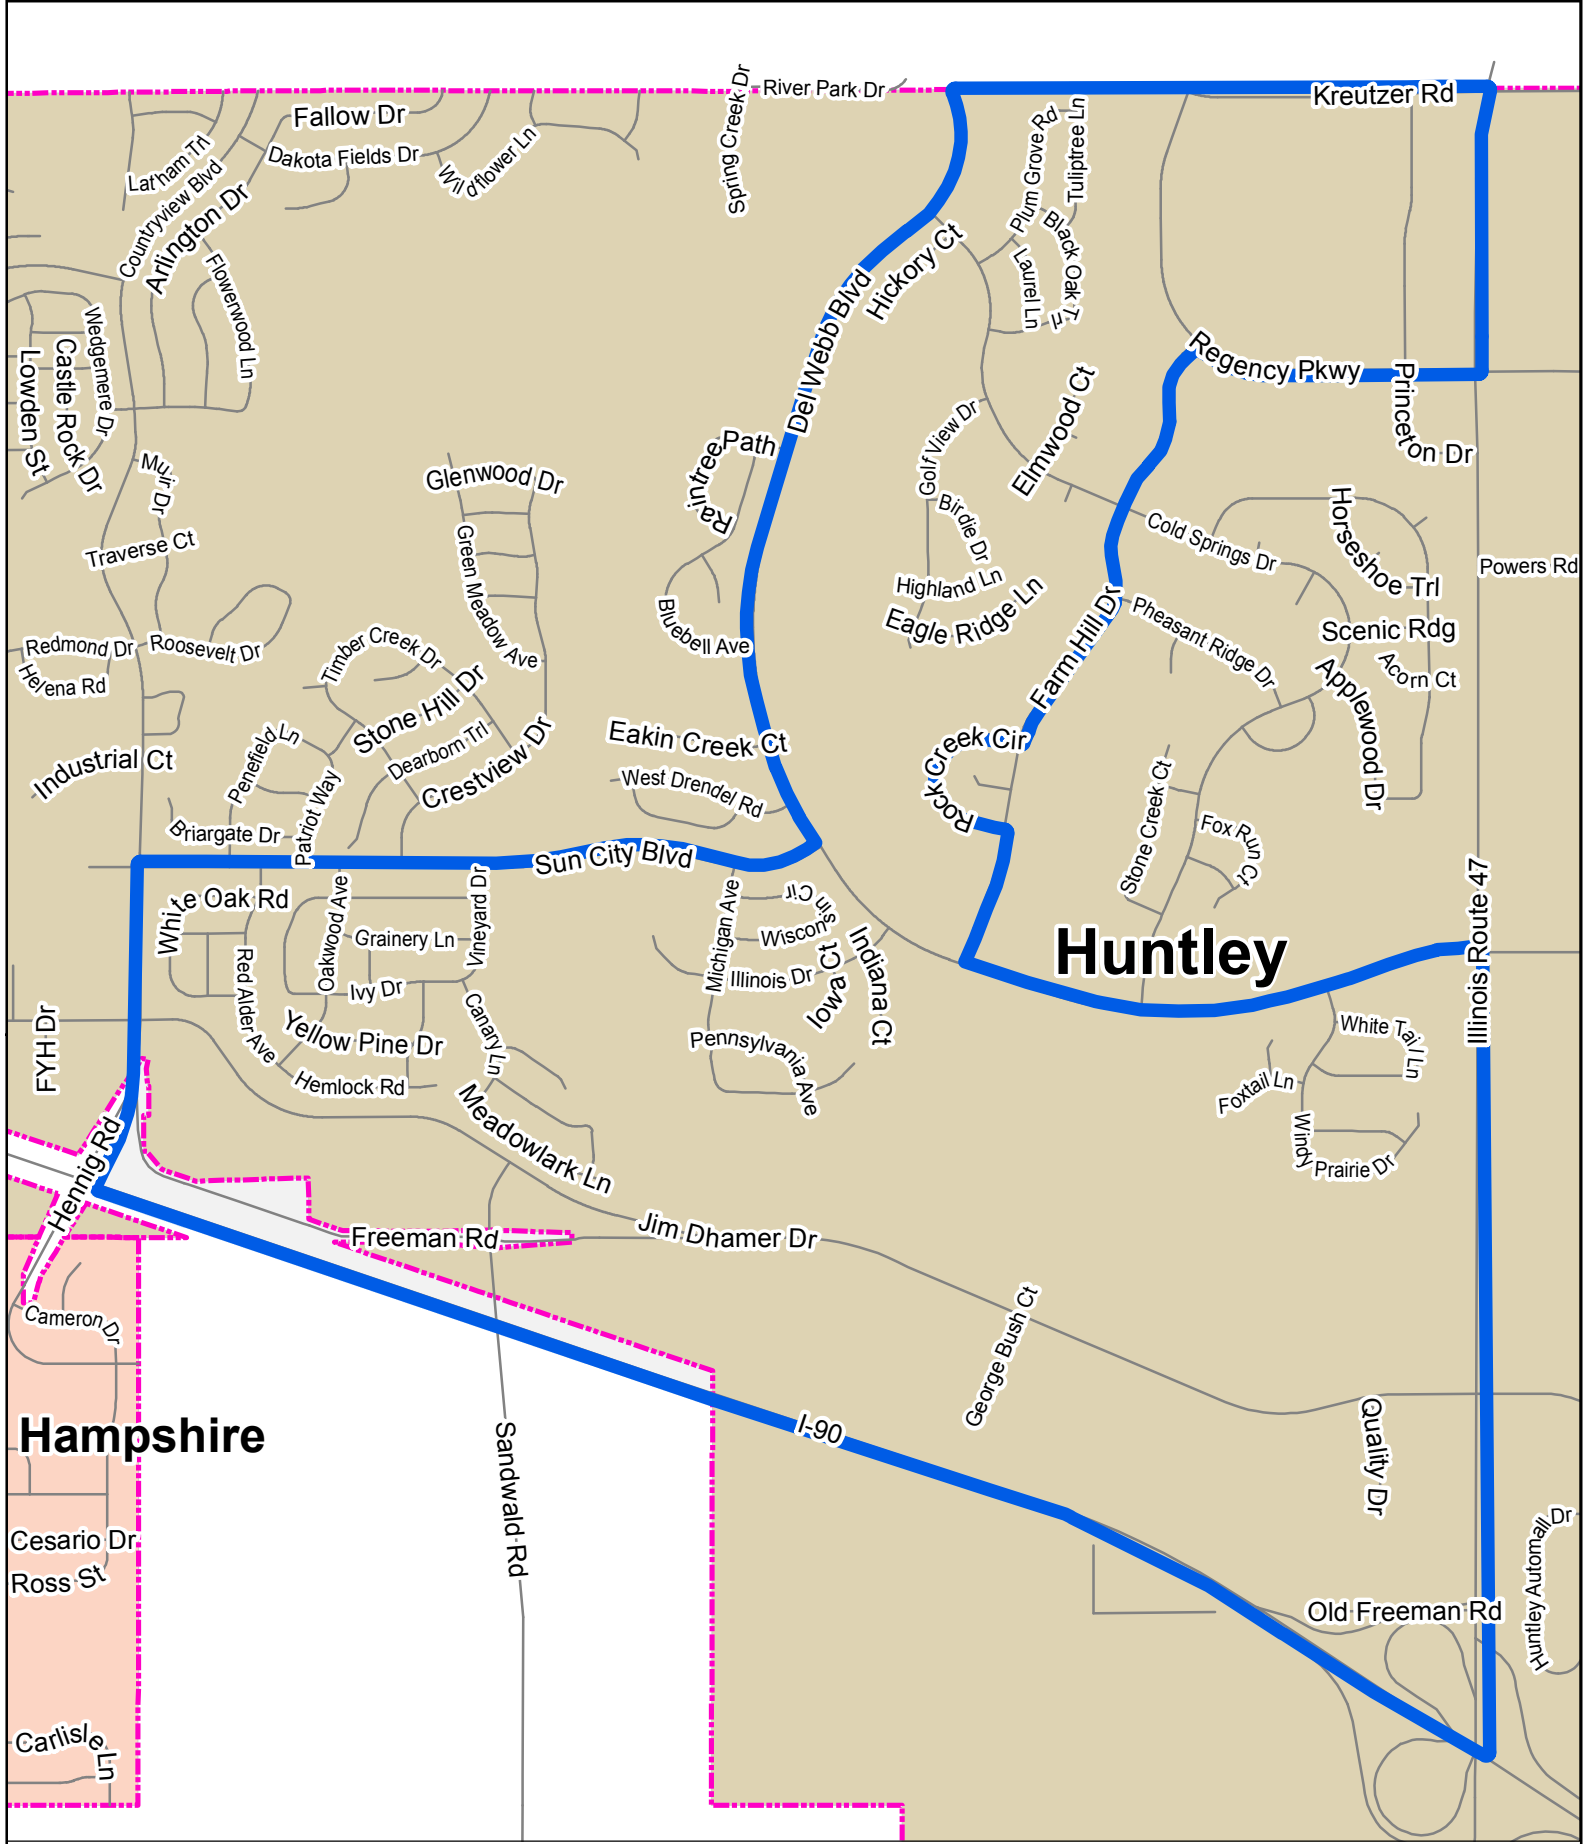 River Park Dr
Kreutzer Rd
Spring Creek Dr
Fallow Dr
Dakota Fields Dr
Wildflower Ln
Latham Trl
Countryview Blvd
Arlington Dr
Flowerwood Ln
Plum Grove Rd
Tuliptree Ln
Black Oak Trl
Laurel Ln
Hickory Ct
Del Webb Blvd
Wedgemere Dr
Castle Rock Dr
Lowden St
Regency Pkwy
Princeton Dr
Elmwood Ct
Golf View Dr
Birdie Dr
Raintree Path
Glenwood Dr
Muir Dr
Traverse Ct
Green Meadow Ave
Cold Springs Dr
Horseshoe Trl
Powers Rd
Highland Ln
Eagle Ridge Ln
Bluebell Ave
Farm Hill Dr
Pheasant Ridge Dr
Scenic Rdg
Acorn Ct
Applewood Dr
Redmond Dr
Roosevelt Dr
Helena Rd
Timber Creek Dr
Stone Hill Dr
Dearborn Trl
Crestview Dr
Penefield Ln
Patriot Way
Industrial Ct
Briargate Dr
Eakin Creek Ct
West Drendel Rd
Rock Creek Cir
Stone Creek Ct
Fox Run Ct
Sun City Blvd
White Oak Rd
Oakwood Ave
Vineyard Dr
Grainery Ln
Red Alder Ave
Ivy Dr
Yellow Pine Dr
Canary Ln
Hemlock Rd
Michigan Ave
Wisconsin Cir
Illinois Dr
Iowa Ct
Indiana Ct
Pennsylvania Ave
Huntley
Illinois Route 47
White Tail Ln
Foxtail Ln
Windy Prairie Dr
FYH Dr
Hennig Rd
Meadowlark Ln
Freeman Rd
Jim Dhamer Dr
Cameron Dr
George Bush Ct
Hampshire
I-90
Quality Dr
Sandwald Rd
Cesario Dr
Ross St
Huntley Automall Dr
Old Freeman Rd
Carlisle Ln